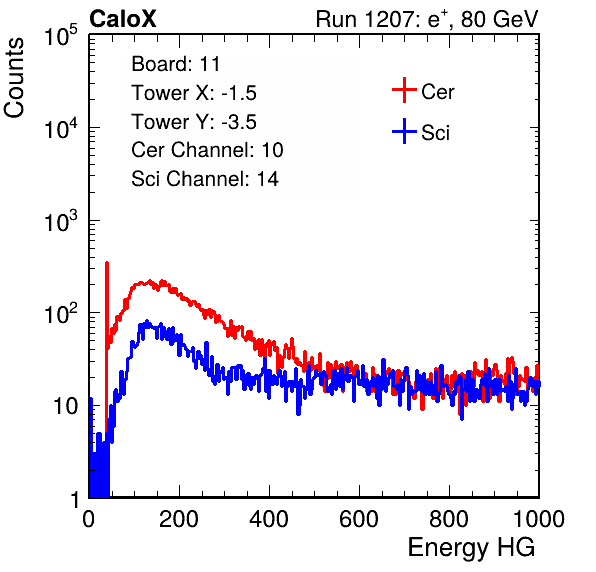 CaloX Run 1207: e⁺, 80 GeV
Board: 11
Tower X: -1.5
Tower Y: -3.5
Cer Channel: 10
Sci Channel: 14
Cer
Sci
Counts
10⁵
10⁴
10³
10²
10
1
0 200 400 600 800 1000
Energy HG